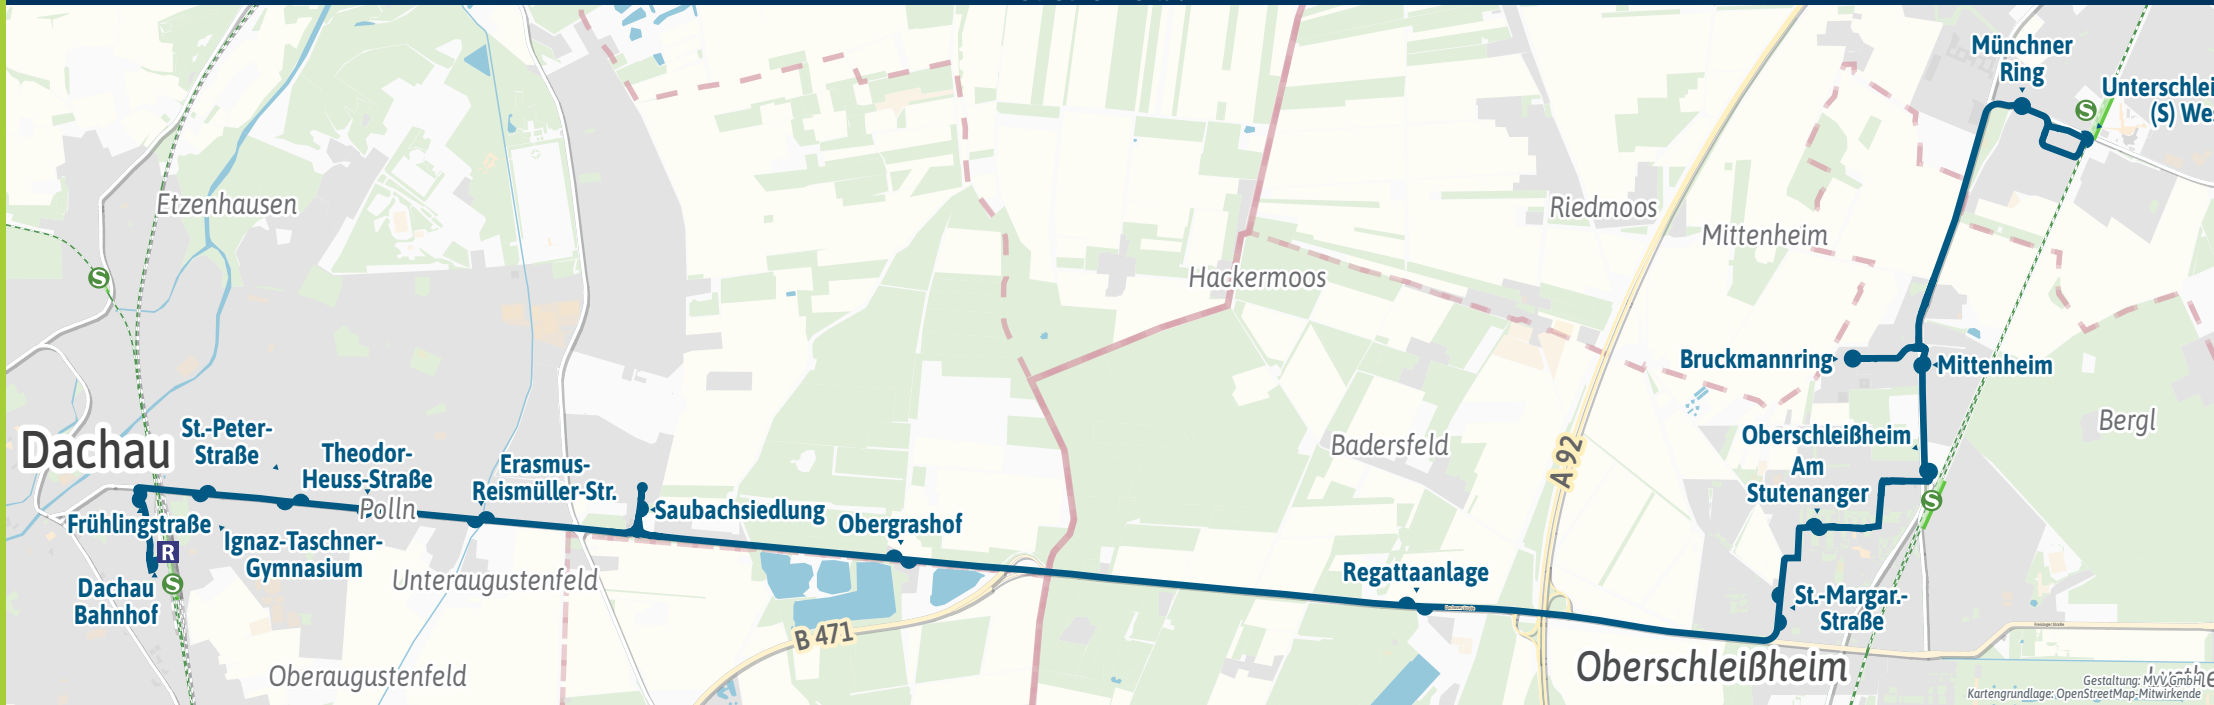 Münchner
Ring
S
(S)
Etzenhausen
Riedmoos
Mittenheim
Hackermoos
S
Bruckmannring
Mittenheim
Bergl
Dachau
St.-Peter-
Straße
Theodor-
Heuss-Straße
Polln
Erasmus-
Reismüller-Str.
Badersfeld
A 92
Oberschleißheim
Am
Stutenanger
S
Saubachsiedlung
Obergrashof
Frühlingstraße
R
Ignaz-Taschner-
Gymnasium
S
Dachau
Bahnhof
Unteraugustenfeld
Regattaanlage
St.-Margar.-
Straße
B 471
Oberaugustenfeld
Oberschleißheim
Gestaltung: MVV GmbH
Kartengrundlage: OpenStreetMap-Mitwirkende